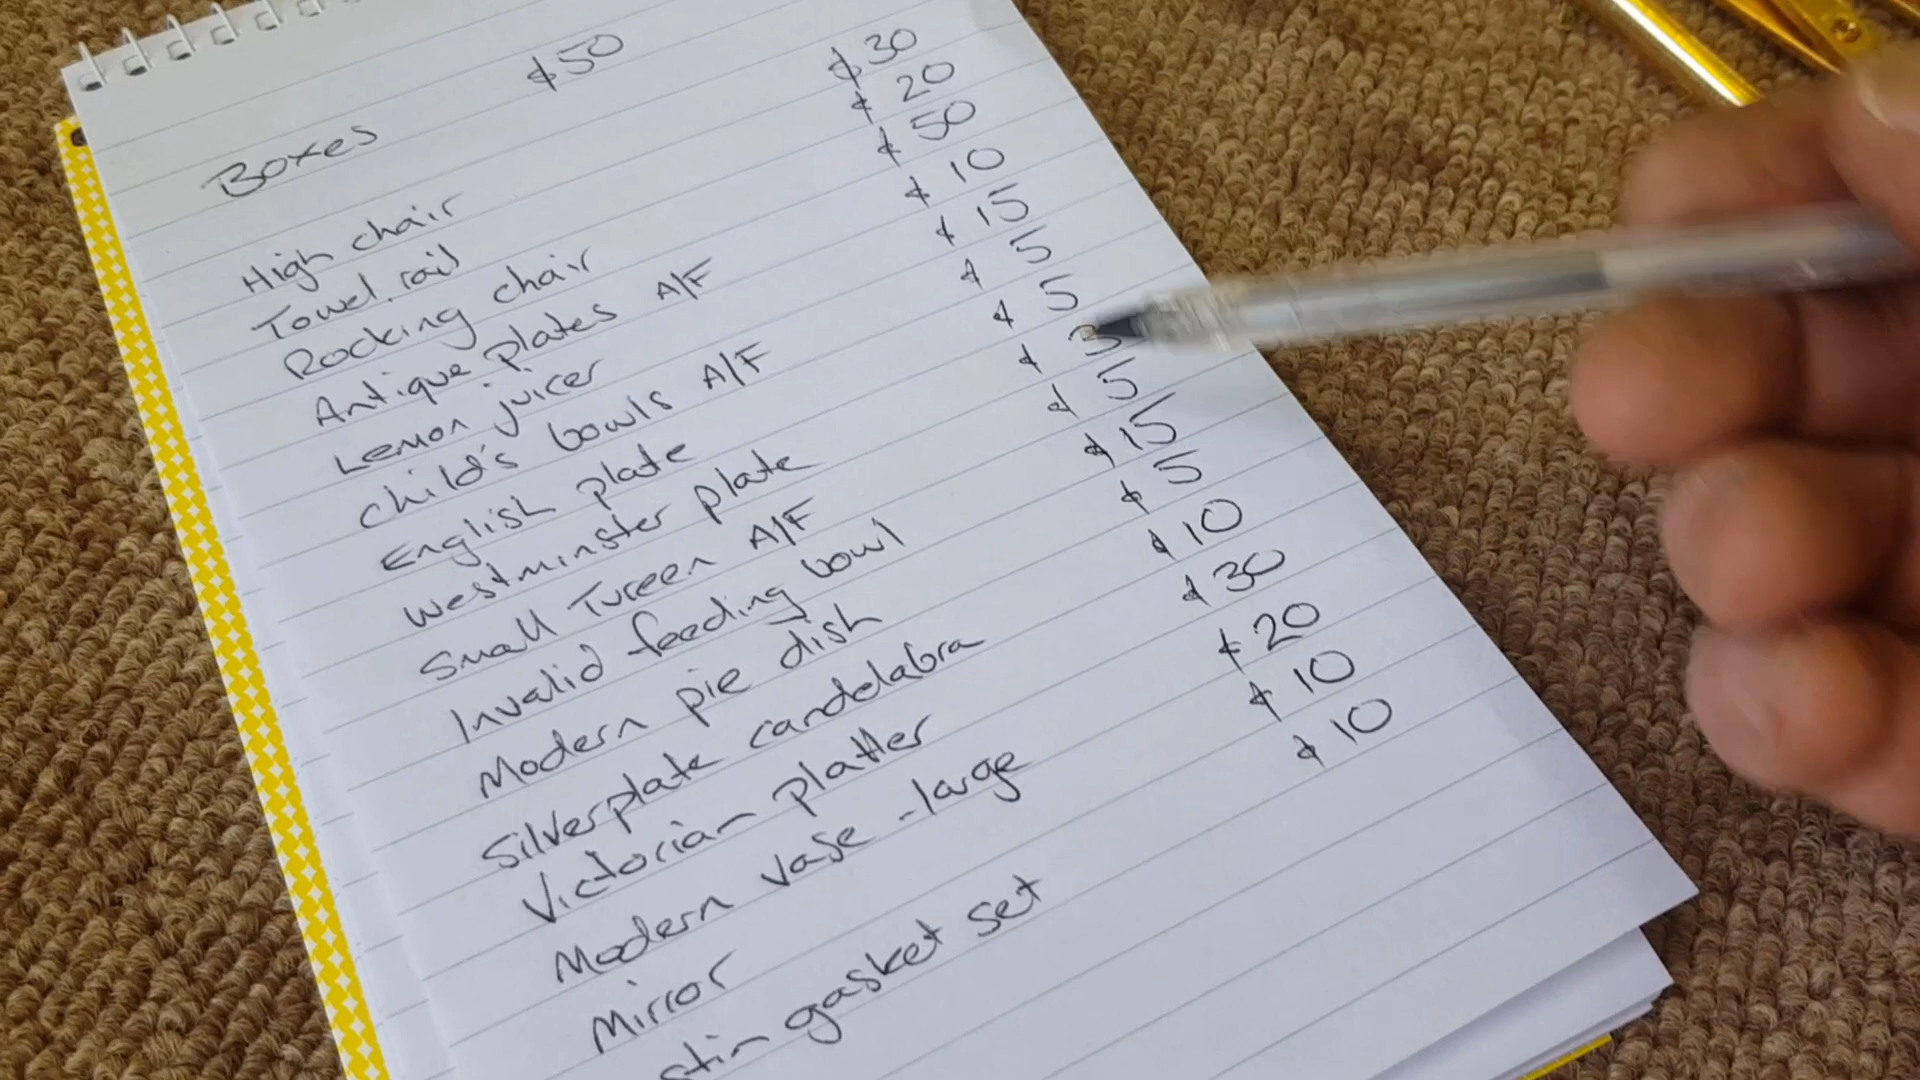 Boxes $50
High chair $30
Towel rail $20
Rocking chair $50
Antique plates A/F $10
Lemon juicer $15
Child's bowls A/F $5
English plate $5
Westminster plate $
Small Tureen A/F $5
Invalid feeding bowl $15
Modern pie dish $5
Silverplate candelabra $10
Victorian platter $30
Modern vase - large $20
Mirror $10
stin gasket set $10